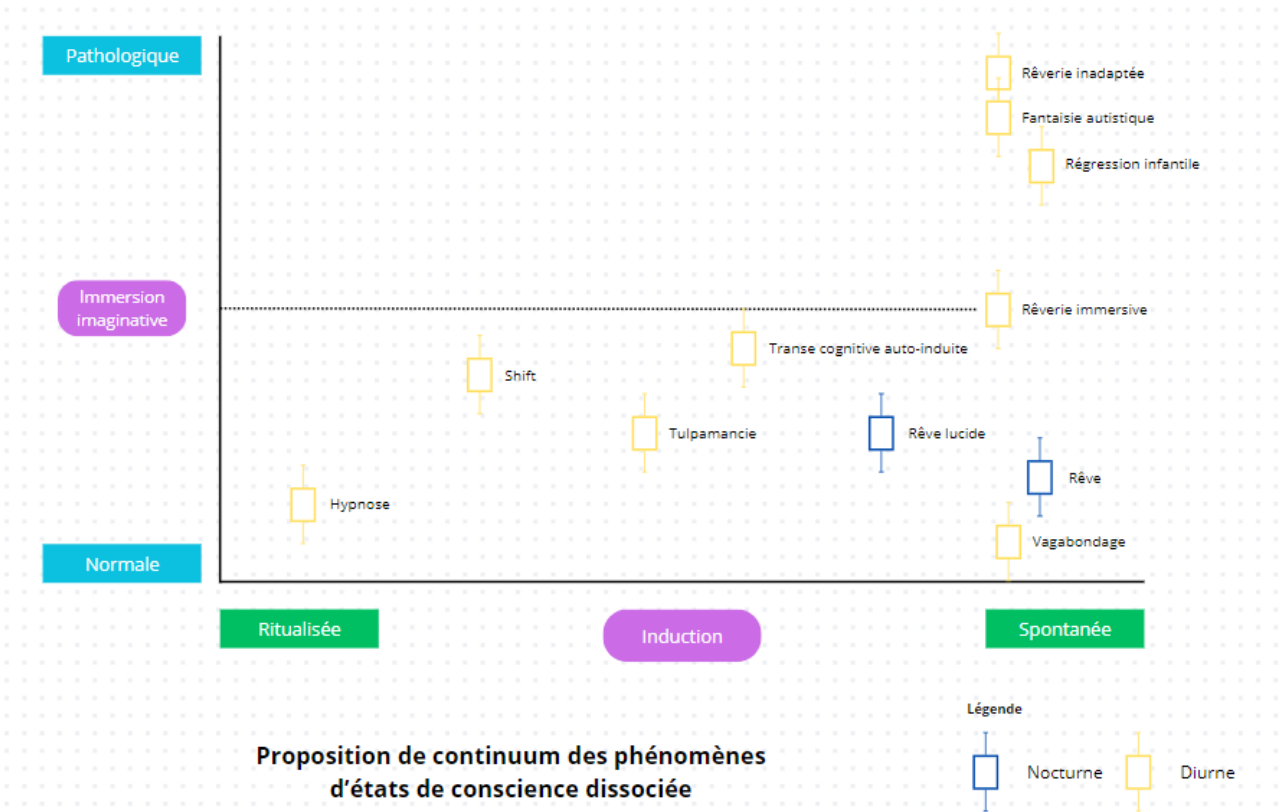 Pathologique
Rêverie inadaptée
Fantaisie autistique
Régression infantile
Immersion
imaginative
Rêverie immersive
Transe cognitive auto-induite
Shift
Tulpamancie
Rêve lucide
Rêve
Hypnose
Vagabondage
Normale
Ritualisée
Induction
Spontanée
Légende
Proposition de continuum des phénomènes
d'états de conscience dissociée
Nocturne
Diurne